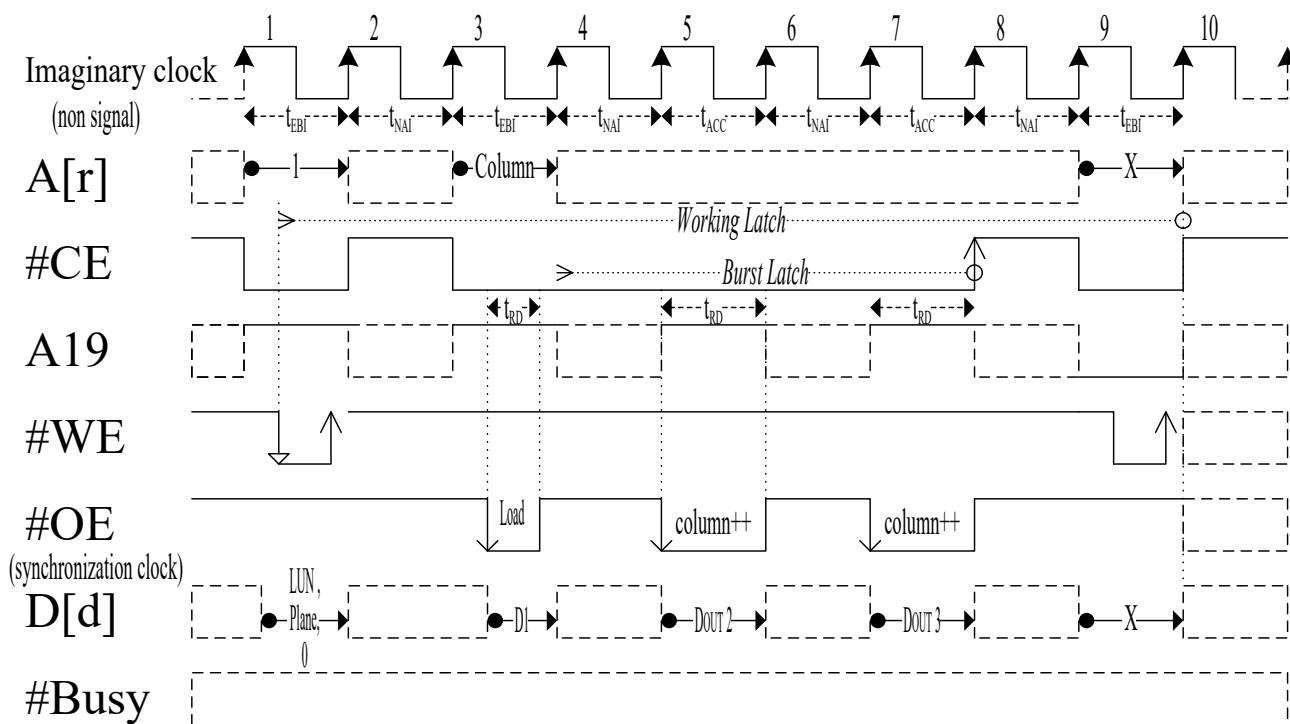 1 2 3 4 5 6 7 8 9 10
Imaginary clock
(non signal)
tEBI tNAI tEBI tNAI tACC tNAI tACC tNAI tEBI
A[r]
1 Column X
Working Latch
#CE
Burst Latch
tRD tRD tRD
A19
#WE
#OE
Load column++ column++
(synchronization clock)
D[d]
LUN,
Plane,
0
D1 DOUT 2 DOUT 3 X
#Busy